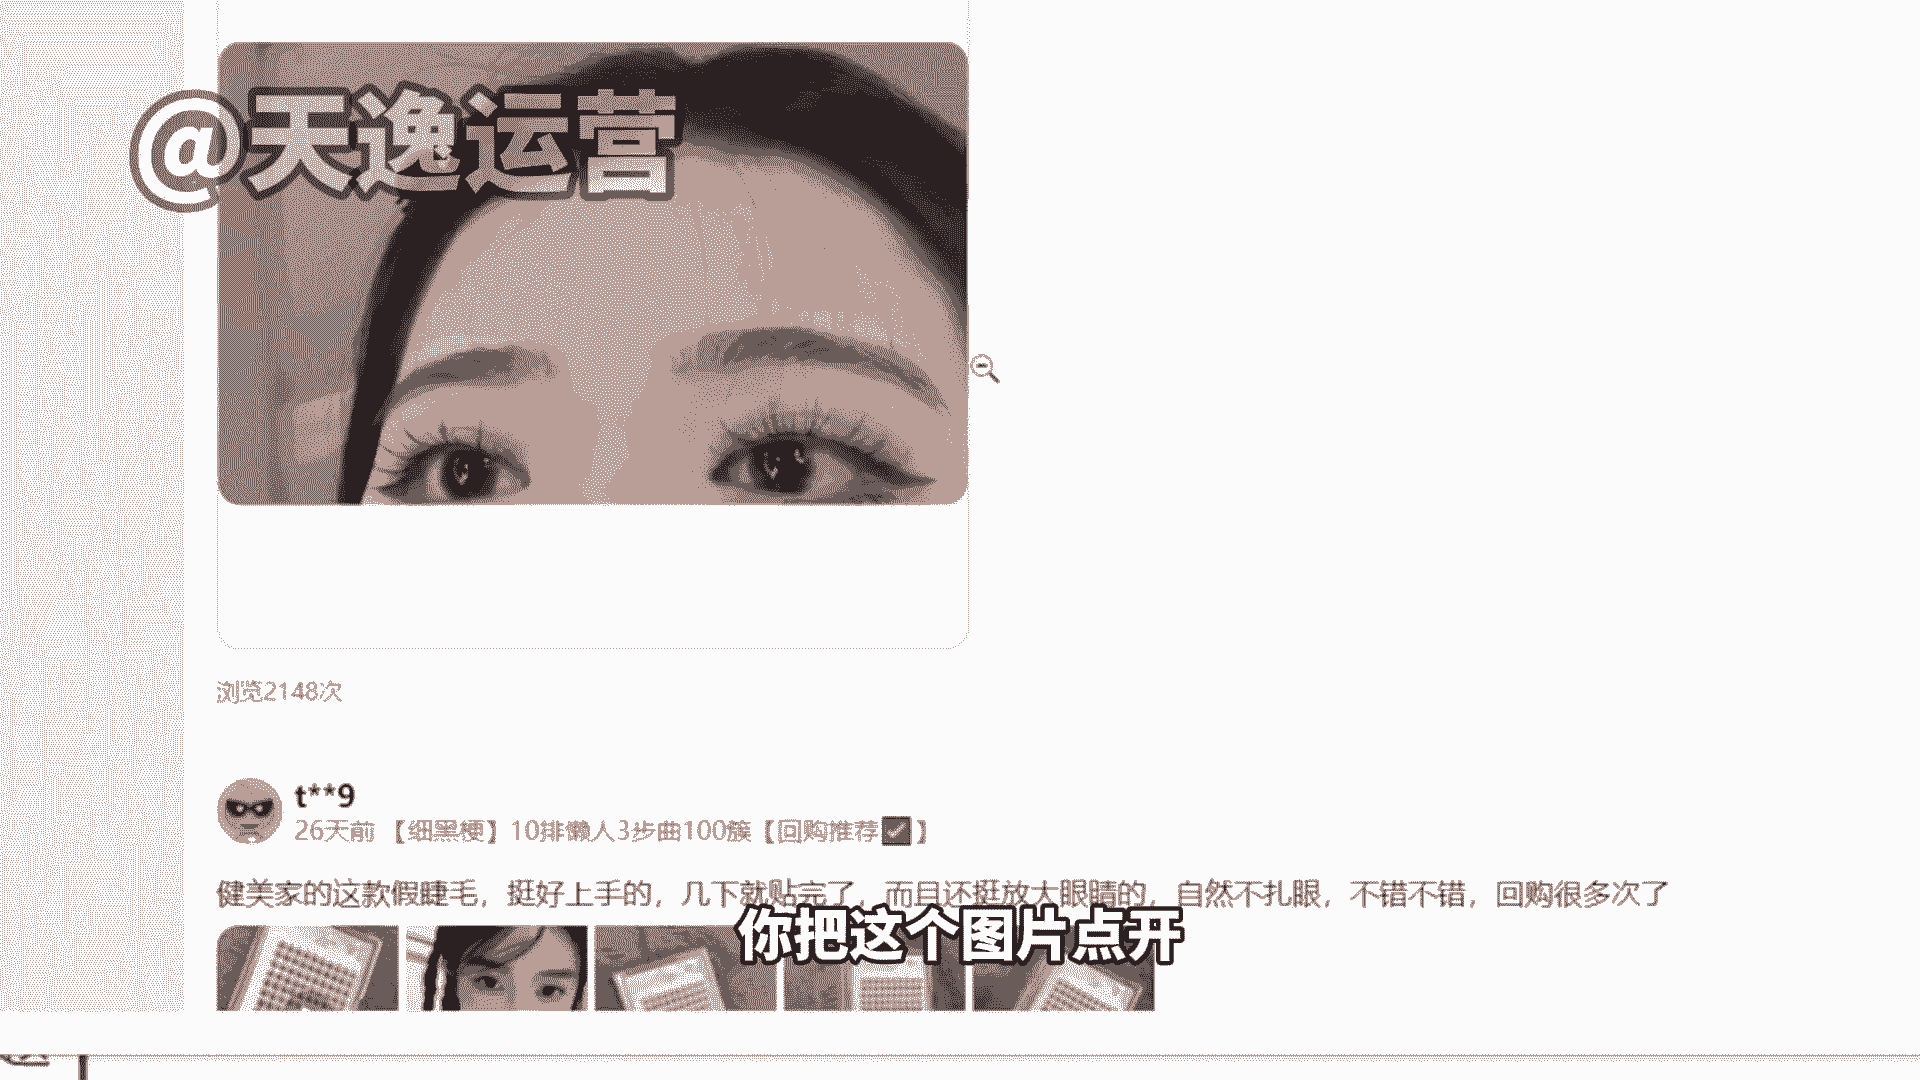 @天逸运营
浏览2148次
t**9
26天前 【细黑梗】10排懒人3步曲100簇【回购推荐✅】
健美家的这款假睫毛，挺好上手的，几下就贴完了，而且还挺放大眼睛的，自然不扎眼，不错不错，回购很多次了
你把这个图片点开